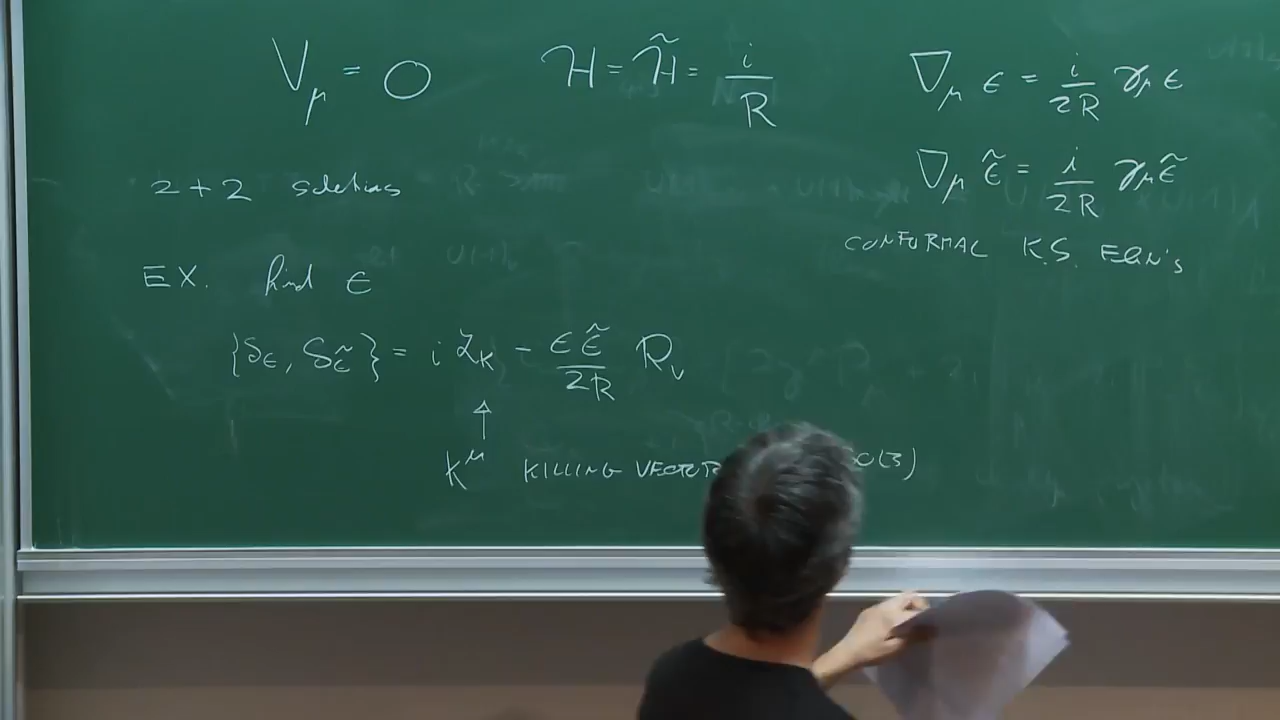 V_μ = 0
H = H̃ = i/R
∇_μ ε = i/2R γ_μ ε
∇_μ ε̃ = i/2R γ_μ ε̃
CONFORMAL K.S. EQN's
2+2 solutions
EX. find ε
{δ_ε, δ_ε̃} = i ℒ_K - εε̃/2R R_V
↑
K^μ KILLING VECTOR